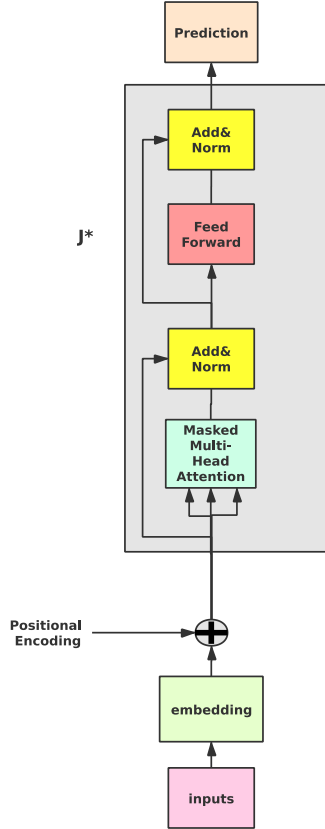 Prediction
Add&
Norm
Feed
Forward
J*
Add&
Norm
Masked
Multi-
Head
Attention
Positional
Encoding
embedding
inputs